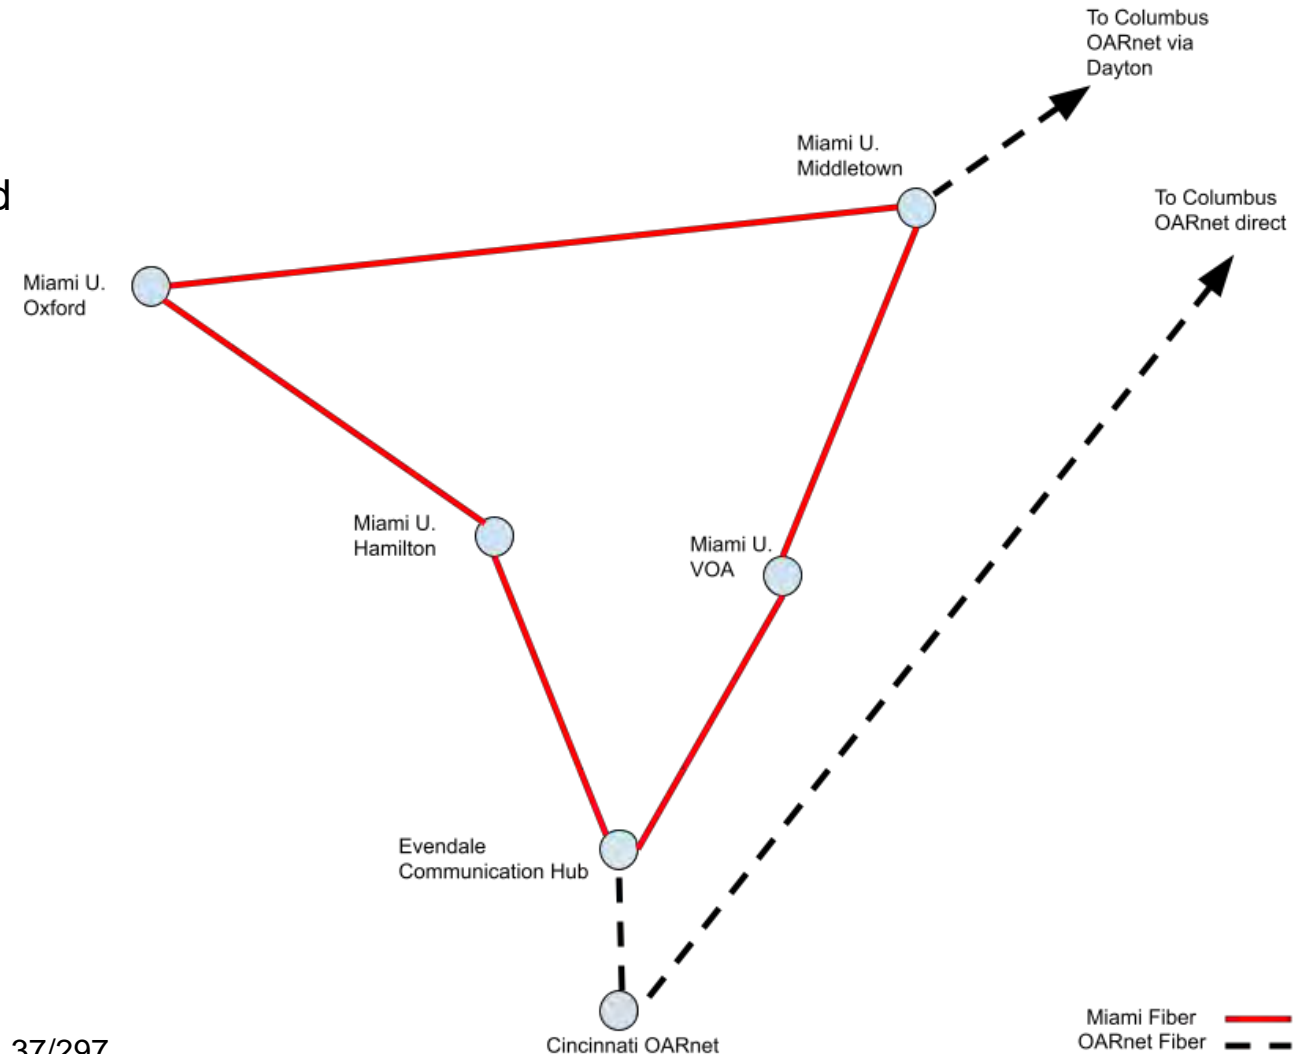 To Columbus
OARnet via
Dayton
Miami U.
Middletown
d
To Columbus
OARnet direct
Miami U.
Oxford
Miami U.
Hamilton
Miami U.
VOA
Evendale
Communication Hub
Miami Fiber
OARnet Fiber
Cincinnati OARnet
37/297